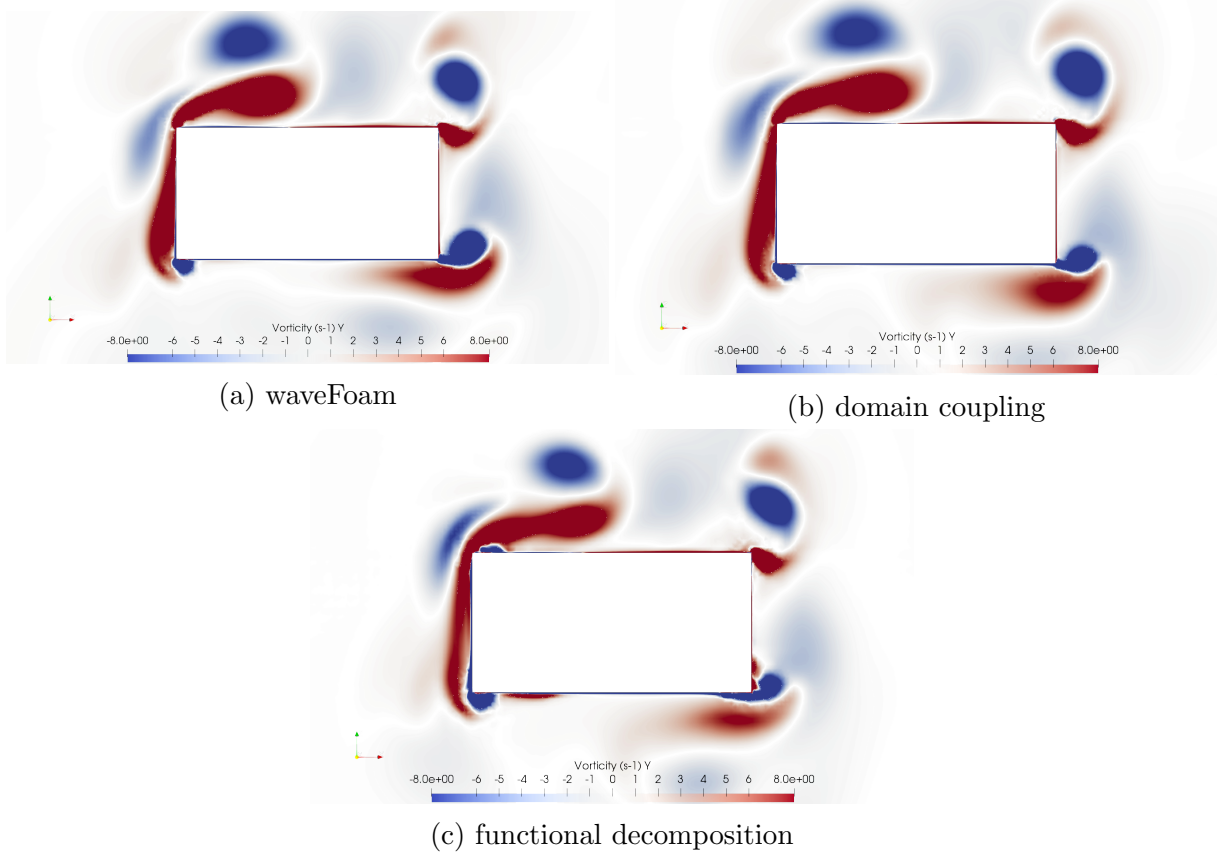 Vorticity (s-1) Y
-8.0e+00 -6 -5 -4 -3 -2 -1 0 1 2 3 4 5 6 8.0e+00
(a) waveFoam
Vorticity (s-1) Y
-8.0e+00 -6 -5 -4 -3 -2 -1 0 1 2 3 4 5 6 8.0e+00
(b) domain coupling
Vorticity (s-1) Y
-8.0e+00 -6 -5 -4 -3 -2 -1 0 1 2 3 4 5 6 8.0e+00
(c) functional decomposition